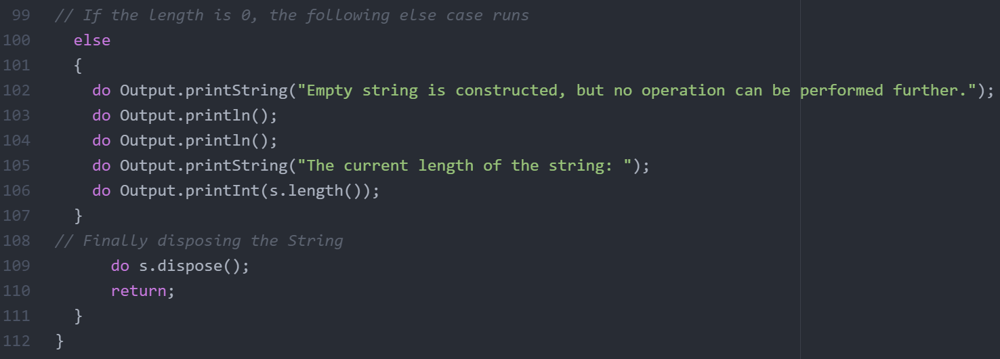 99 // If the length is 0, the following else case runs
100 else
101 {
102 do Output.printString("Empty string is constructed, but no operation can be performed further.");
103 do Output.println();
104 do Output.println();
105 do Output.printString("The current length of the string: ");
106 do Output.printInt(s.length());
107 }
108 // Finally disposing the String
109 do s.dispose();
110 return;
111 }
112 }